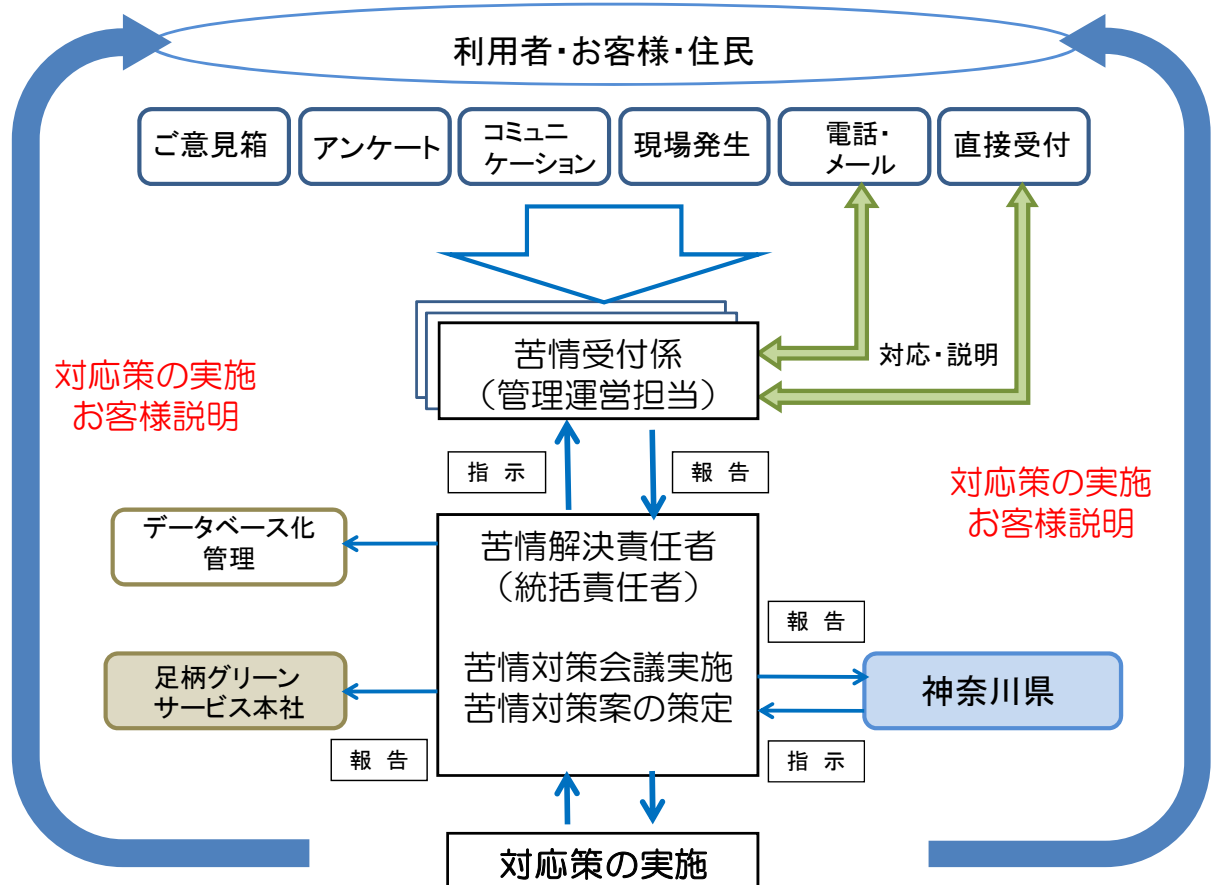 利用者・お客様・住民
ご意見箱
アンケート
コミュニ
ケーション
現場発生
電話・
メール
直接受付
苦情受付係
（管理運営担当）
対応・説明
対応策の実施
お客様説明
指 示
報 告
対応策の実施
お客様説明
データベース化
管理
苦情解決責任者
（統括責任者）
苦情対策会議実施
苦情対策案の策定
報 告
足柄グリーン
サービス本社
神奈川県
報 告
指 示
対応策の実施